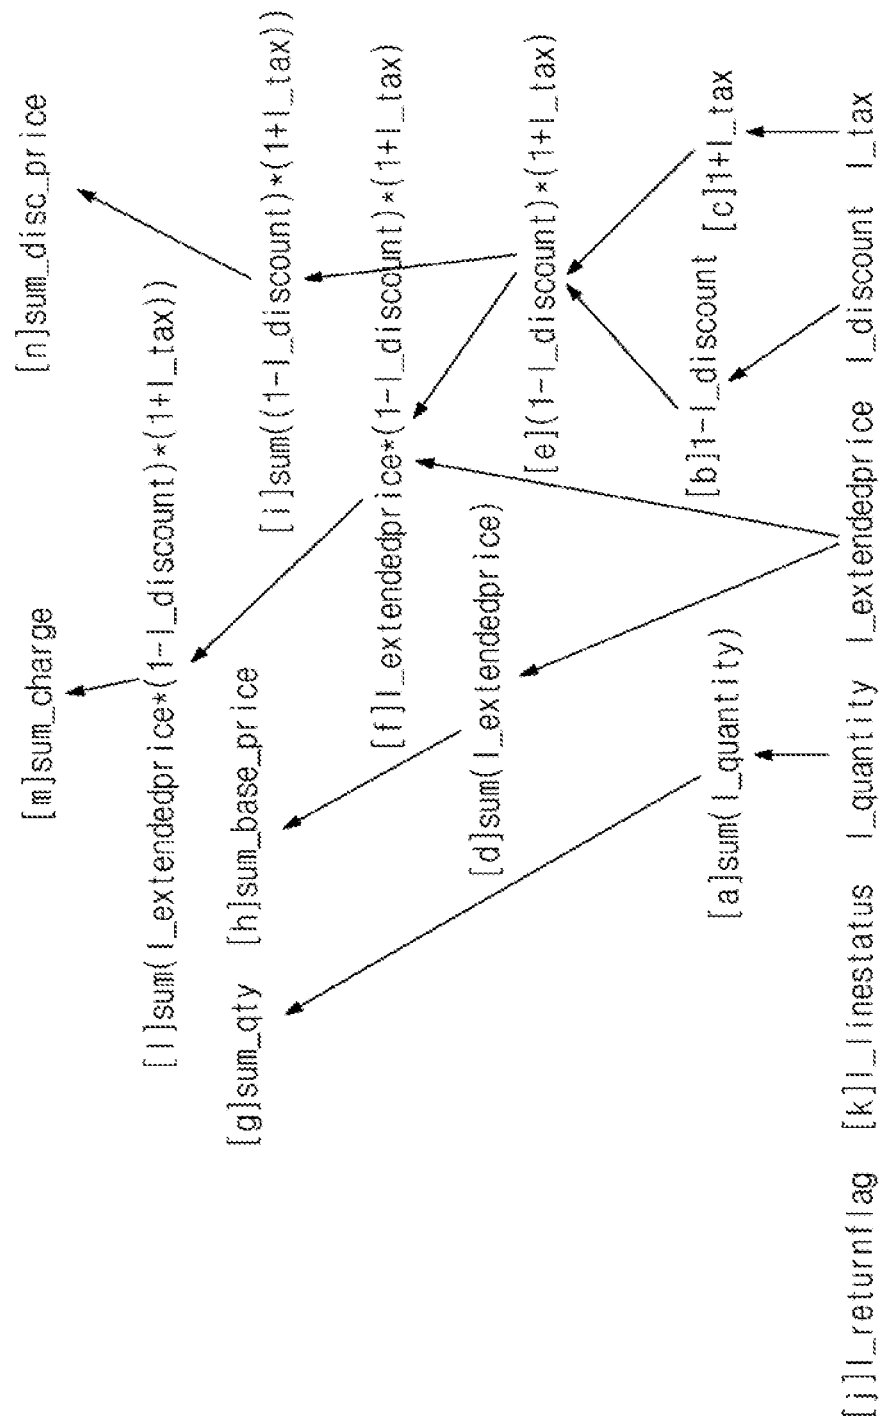 [n]sum_disc_price
[m]sum_charge
[l]sum(l_extendedprice*(1-l_discount)*(1+l_tax))
[g]sum_qty
[h]sum_base_price
[i]sum((1-l_discount)*(1+l_tax))
[f]l_extendedprice*(1-l_discount)*(1+l_tax)
[d]sum(l_extendedprice)
[e](1-l_discount)*(1+l_tax)
[a]sum(l_quantity)
[b]1-l_discount
[c]1+l_tax
[j]l_returnflag
[k]l_linestatus
l_quantity
l_extendedprice
l_discount
l_tax